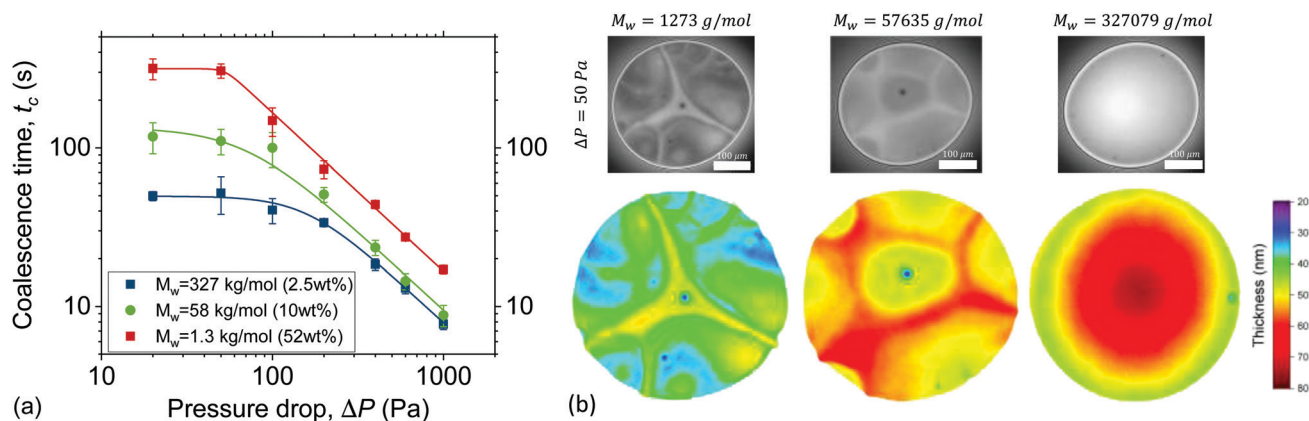 Coalescence time, t_c (s)
100
10
100
10
10
100
1000
Pressure drop, ΔP (Pa)
M_w=327 kg/mol (2.5wt%)
M_w=58 kg/mol (10wt%)
M_w=1.3 kg/mol (52wt%)
(a)
M_w = 1273 g/mol
M_w = 57635 g/mol
M_w = 327079 g/mol
ΔP = 50 Pa
100 μm
100 μm
100 μm
20
30
40
50
60
70
80
Thickness (nm)
(b)